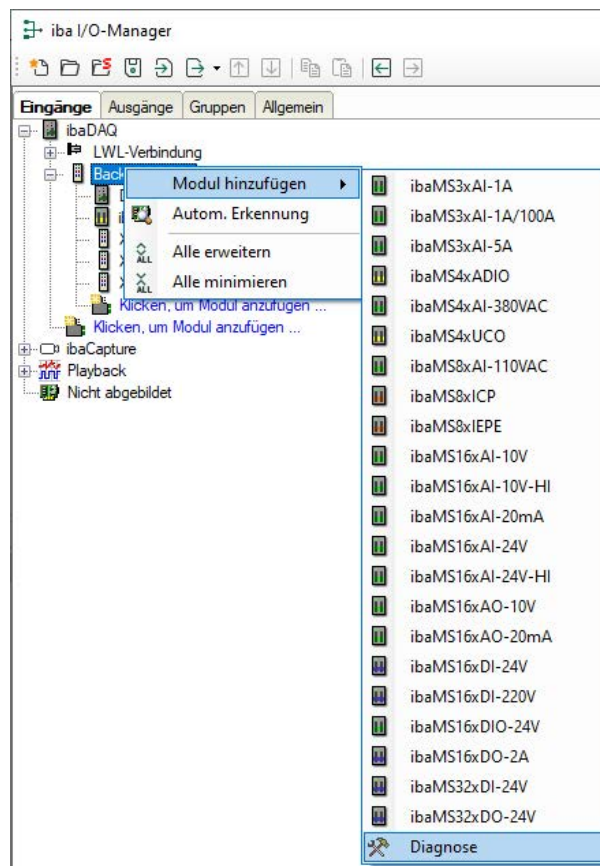 iba I/O-Manager
Eingänge Ausgänge Gruppen Allgemein
ibaDAQ
LWL-Verbindung
Back
Modul hinzufügen
Autom. Erkennung
ALL Alle erweitern
ALL Alle minimieren
Klicken, um Modul anzufügen ...
Klicken, um Modul anzufügen ...
ibaCapture
Playback
Nicht abgebildet
ibaMS3xAI-1A
ibaMS3xAI-1A/100A
ibaMS3xAI-5A
ibaMS4xADIO
ibaMS4xAI-380VAC
ibaMS4xUCO
ibaMS8xAI-110VAC
ibaMS8xICP
ibaMS8xIEPE
ibaMS16xAI-10V
ibaMS16xAI-10V-HI
ibaMS16xAI-20mA
ibaMS16xAI-24V
ibaMS16xAI-24V-HI
ibaMS16xAO-10V
ibaMS16xAO-20mA
ibaMS16xDI-24V
ibaMS16xDI-220V
ibaMS16xDIO-24V
ibaMS16xDO-2A
ibaMS32xDI-24V
ibaMS32xDO-24V
Diagnose